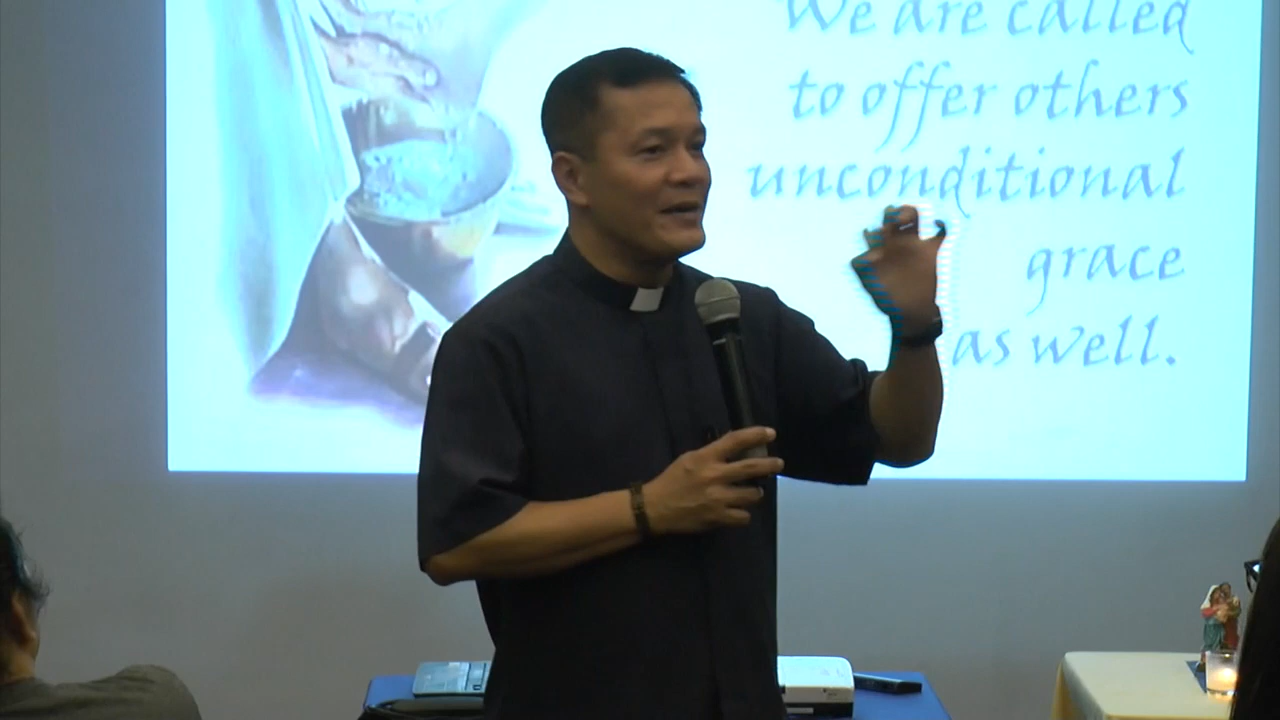 We are called
to offer others
unconditional
grace
as well.